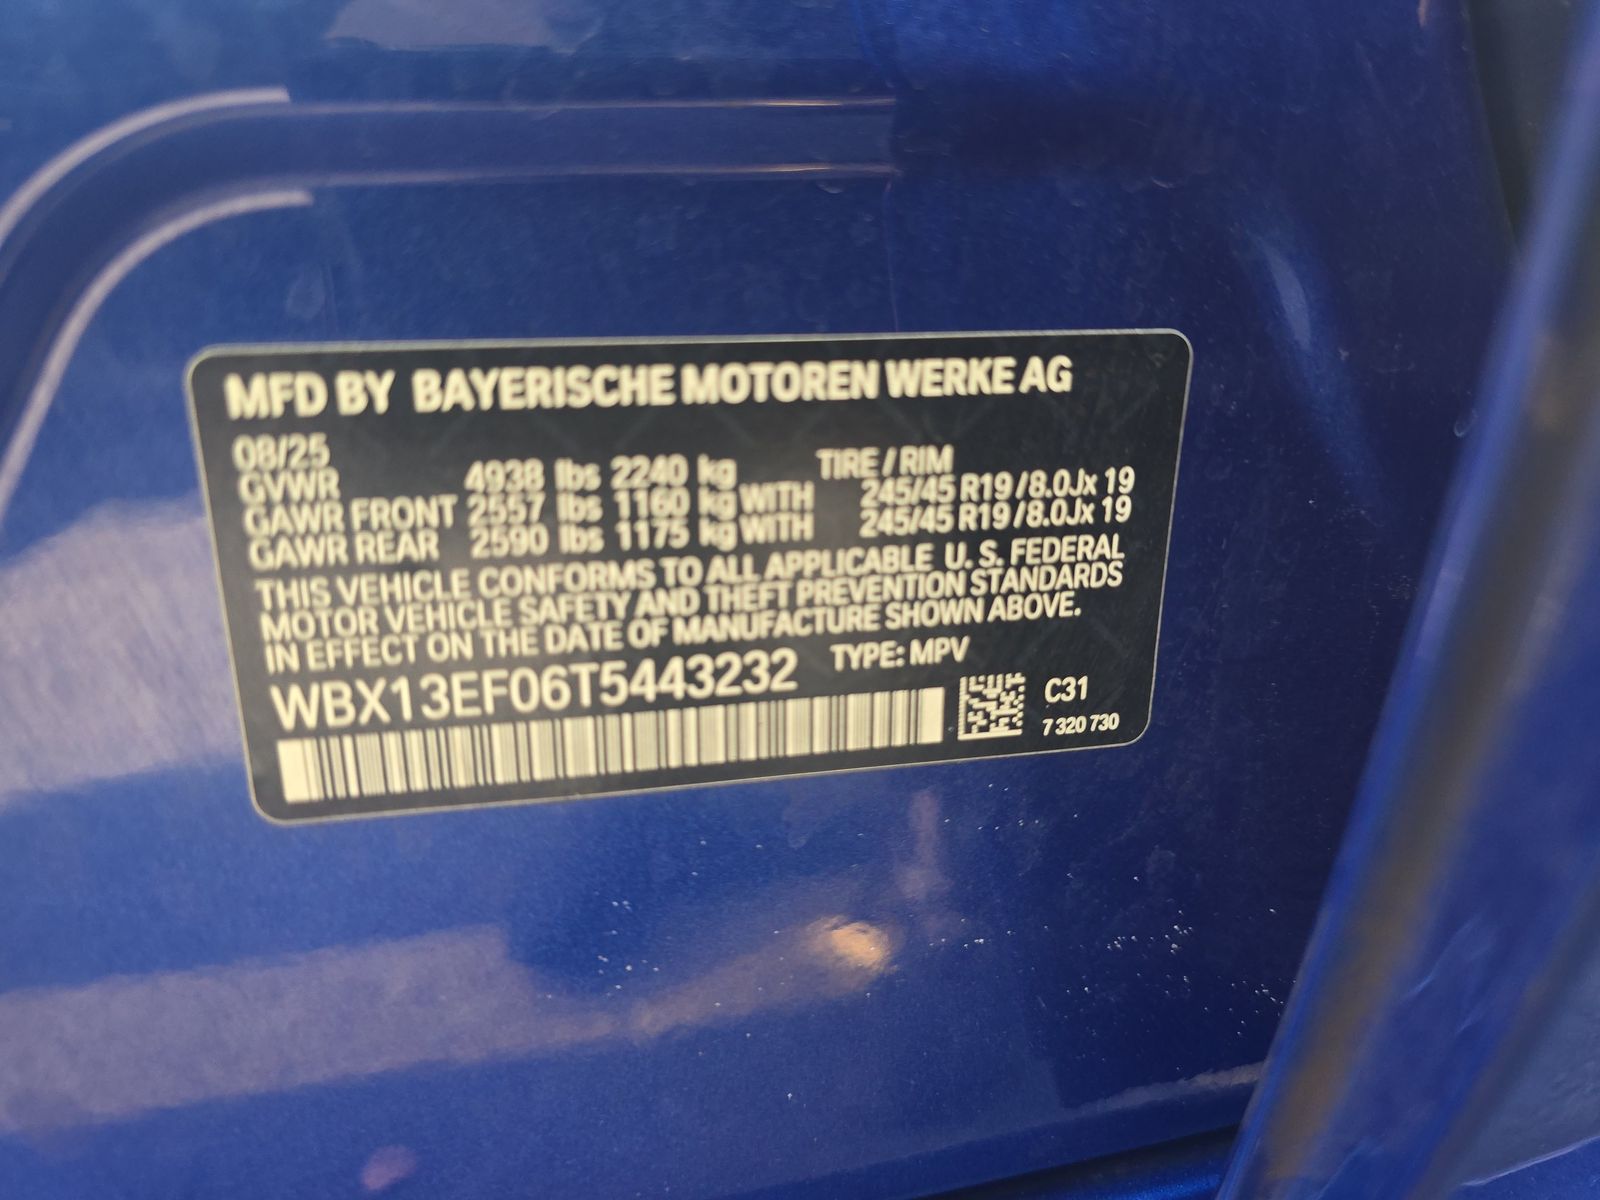 MFD BY BAYERISCHE MOTOREN WERKE AG
08/25
GVWR 4938 lbs 2240 kg TIRE / RIM
GAWR FRONT 2557 lbs 1160 kg WITH 245/45 R19 / 8.0Jx 19
GAWR REAR 2590 lbs 1175 kg WITH 245/45 R19 / 8.0Jx 19
THIS VEHICLE CONFORMS TO ALL APPLICABLE U. S. FEDERAL
MOTOR VEHICLE SAFETY AND THEFT PREVENTION STANDARDS
IN EFFECT ON THE DATE OF MANUFACTURE SHOWN ABOVE.
WBX13EF06T5443232 TYPE: MPV
C31
7 320 730